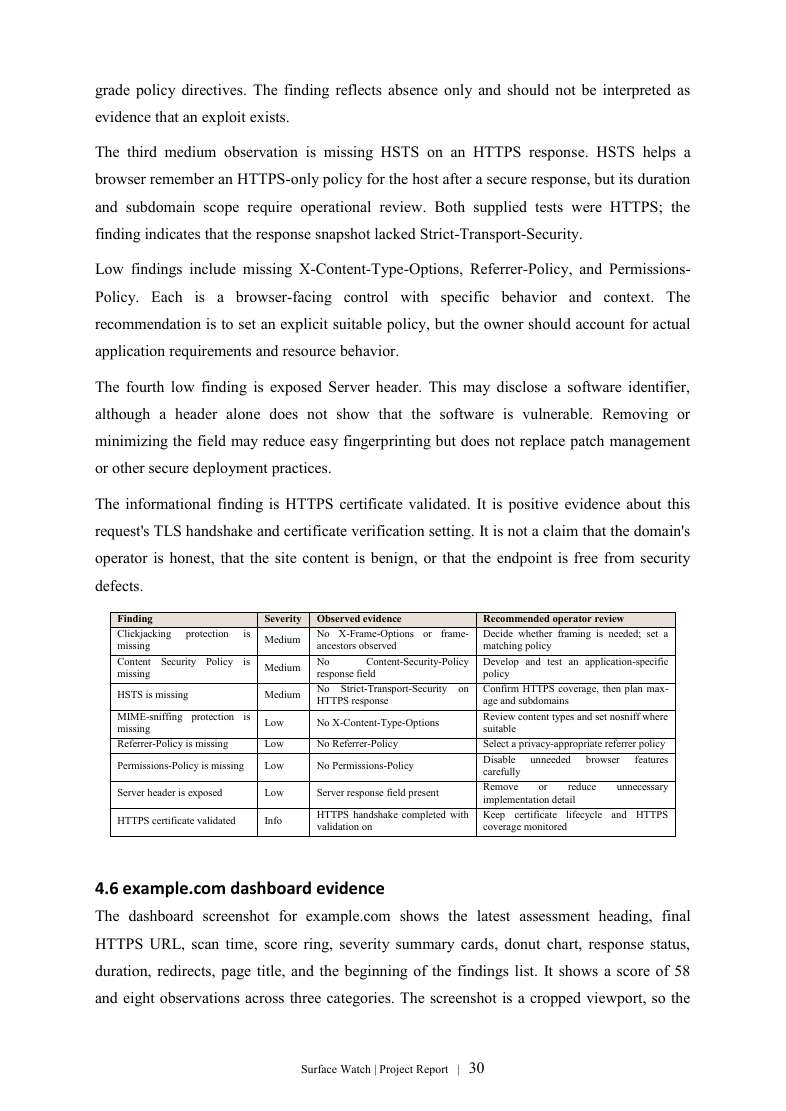 grade policy directives. The finding reflects absence only and should not be interpreted as
evidence that an exploit exists.
The third medium observation is missing HSTS on an HTTPS response. HSTS helps a
browser remember an HTTPS-only policy for the host after a secure response, but its duration
and subdomain scope require operational review. Both supplied tests were HTTPS; the
finding indicates that the response snapshot lacked Strict-Transport-Security.
Low findings include missing X-Content-Type-Options, Referrer-Policy, and Permissions-
Policy. Each is a browser-facing control with specific behavior and context. The
recommendation is to set an explicit suitable policy, but the owner should account for actual
application requirements and resource behavior.
The fourth low finding is exposed Server header. This may disclose a software identifier,
although a header alone does not show that the software is vulnerable. Removing or
minimizing the field may reduce easy fingerprinting but does not replace patch management
or other secure deployment practices.
The informational finding is HTTPS certificate validated. It is positive evidence about this
request's TLS handshake and certificate verification setting. It is not a claim that the domain's
operator is honest, that the site content is benign, or that the endpoint is free from security
defects.
Finding Severity Observed evidence Recommended operator review
Clickjacking protection is
missing
Medium
No X-Frame-Options or frame-
ancestors observed
Decide whether framing is needed; set a
matching policy
Content Security Policy is
missing
Medium
No Content-Security-Policy
response field
Develop and test an application-specific
policy
HSTS is missing
Medium
No Strict-Transport-Security on
HTTPS response
Confirm HTTPS coverage, then plan max-
age and subdomains
MIME-sniffing protection is
missing
Low
No X-Content-Type-Options
Review content types and set nosniff where
suitable
Referrer-Policy is missing
Low
No Referrer-Policy
Select a privacy-appropriate referrer policy
Permissions-Policy is missing
Low
No Permissions-Policy
Disable unneeded browser features
carefully
Server header is exposed
Low
Server response field present
Remove or reduce unnecessary
implementation detail
HTTPS certificate validated
Info
HTTPS handshake completed with
validation on
Keep certificate lifecycle and HTTPS
coverage monitored
4.6 example.com dashboard evidence
The dashboard screenshot for example.com shows the latest assessment heading, final
HTTPS URL, scan time, score ring, severity summary cards, donut chart, response status,
duration, redirects, page title, and the beginning of the findings list. It shows a score of 58
and eight observations across three categories. The screenshot is a cropped viewport, so the
Surface Watch | Project Report | 30